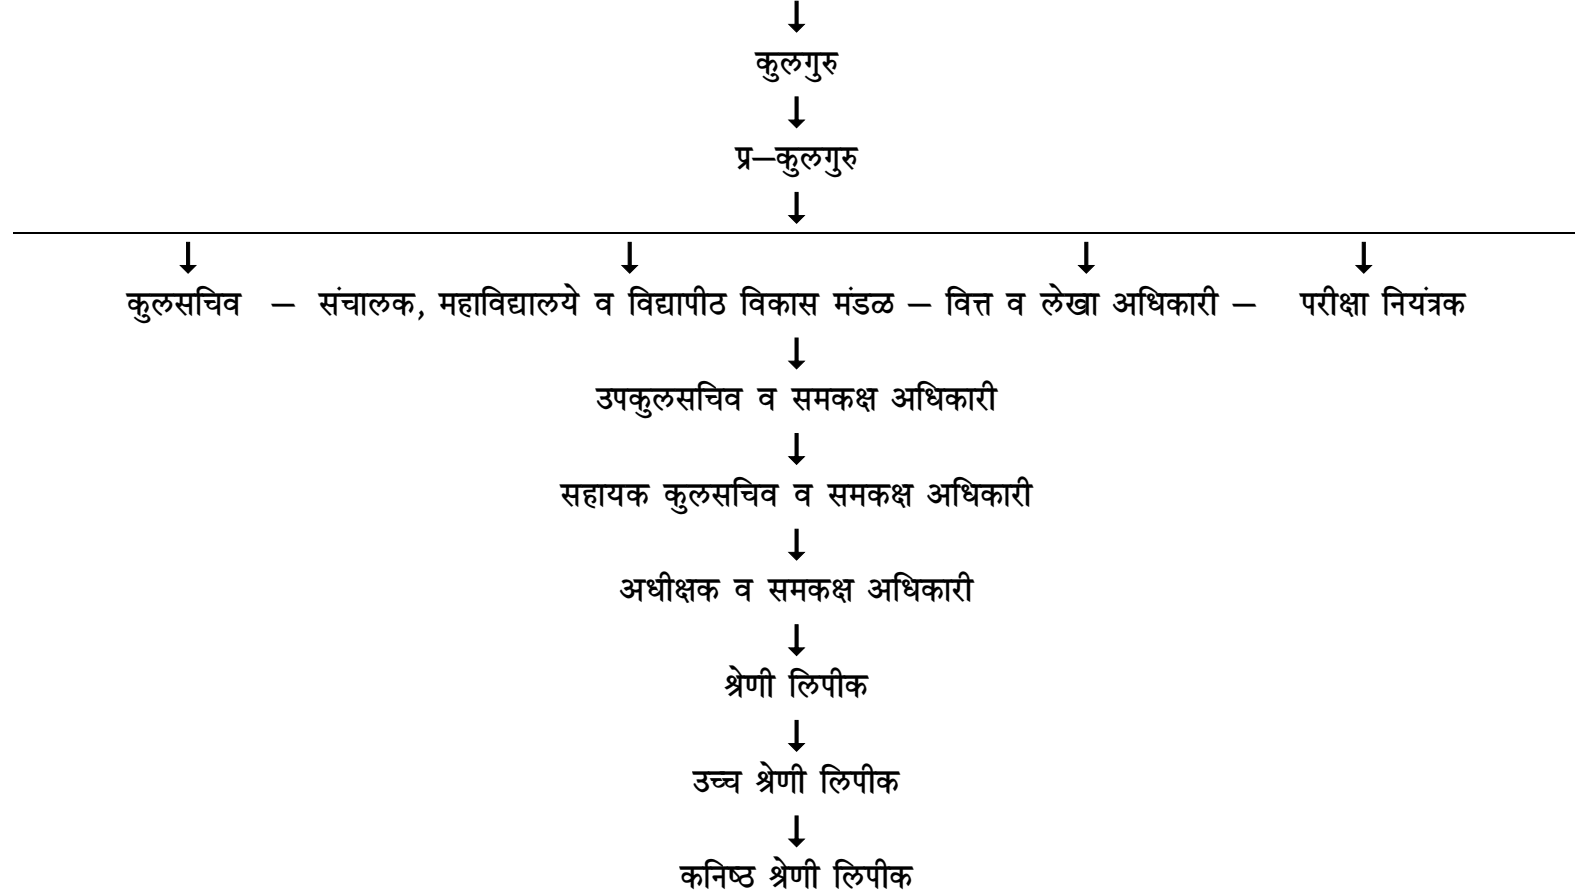 कुलगुरु
प्र–कुलगुरु
कुलसचिव – संचालक, महाविद्यालये व विद्यापीठ विकास मंडळ – वित्त व लेखा अधिकारी – परीक्षा नियंत्रक
उपकुलसचिव व समकक्ष अधिकारी
सहायक कुलसचिव व समकक्ष अधिकारी
अधीक्षक व समकक्ष अधिकारी
श्रेणी लिपीक
उच्च श्रेणी लिपीक
कनिष्ठ श्रेणी लिपीक